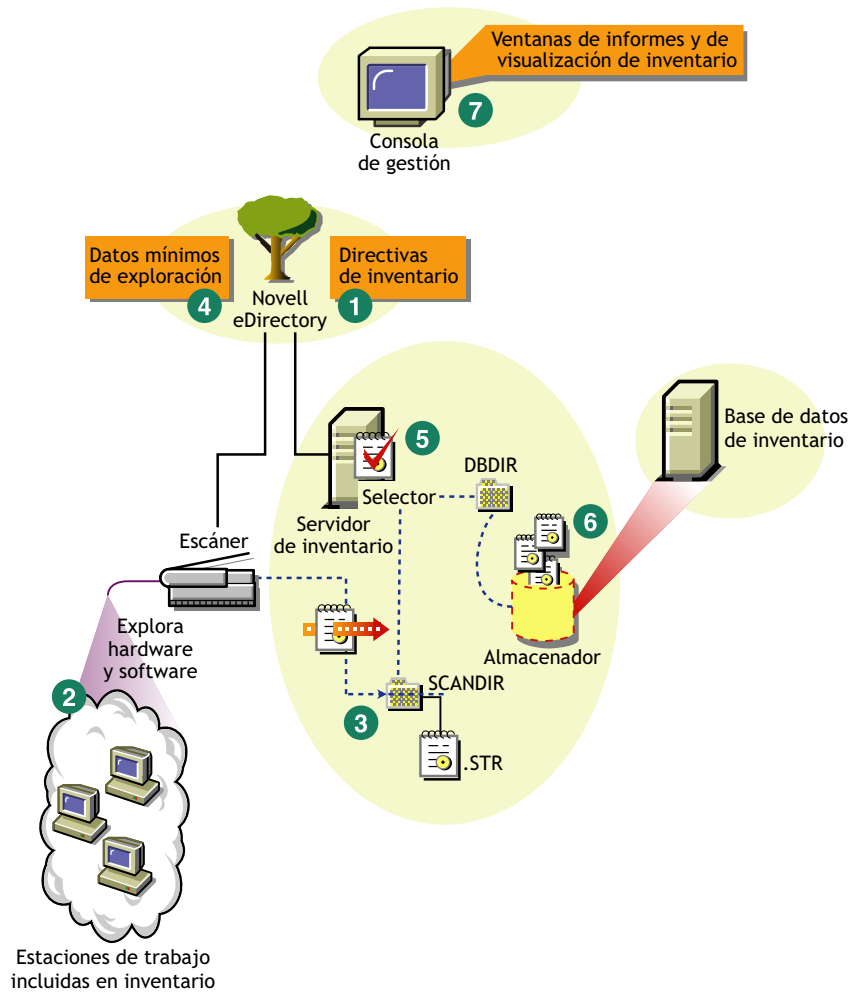 Ventanas de informes y de
visualización de inventario
7
Consola
de gestión
Datos mínimos
de exploración
4
Novell
eDirectory
Directivas
de inventario
1
5
Selector
Servidor
de inventario
DBDIR
6
Almacenador
Base de datos
de inventario
Escáner
Explora
hardware
y software
2
SCANDIR
3
.STR
Estaciones de trabajo
incluidas en inventario